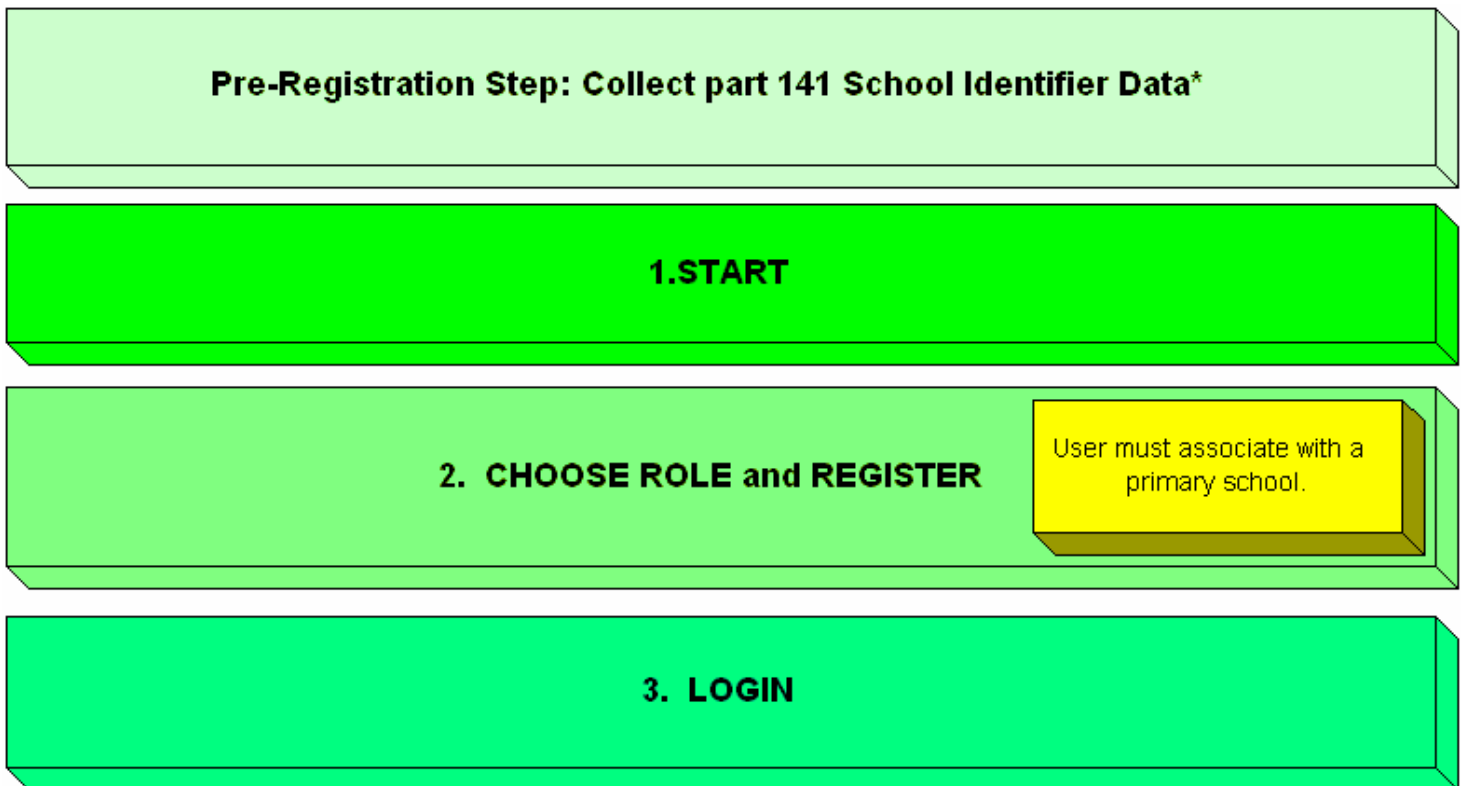 Pre-Registration Step: Collect part 141 School Identifier Data*
1.START
2. CHOOSE ROLE and REGISTER
User must associate with a
primary school.
3. LOGIN